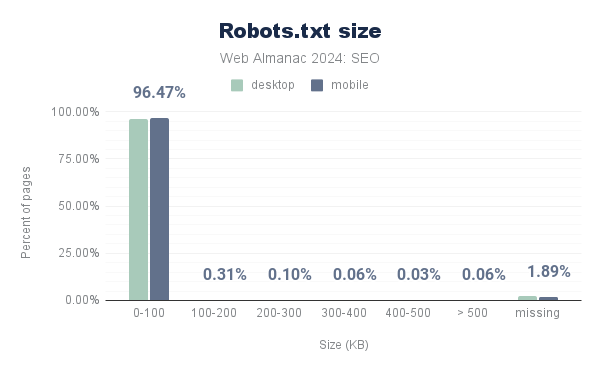 Robots.txt size
Web Almanac 2024: SEO
desktop mobile
96.47%
100.00%
75.00%
50.00%
25.00%
0.00%
Percent of pages
0.31% 0.10% 0.06% 0.03% 0.06% 1.89%
0-100 100-200 200-300 300-400 400-500 > 500 missing
Size (KB)